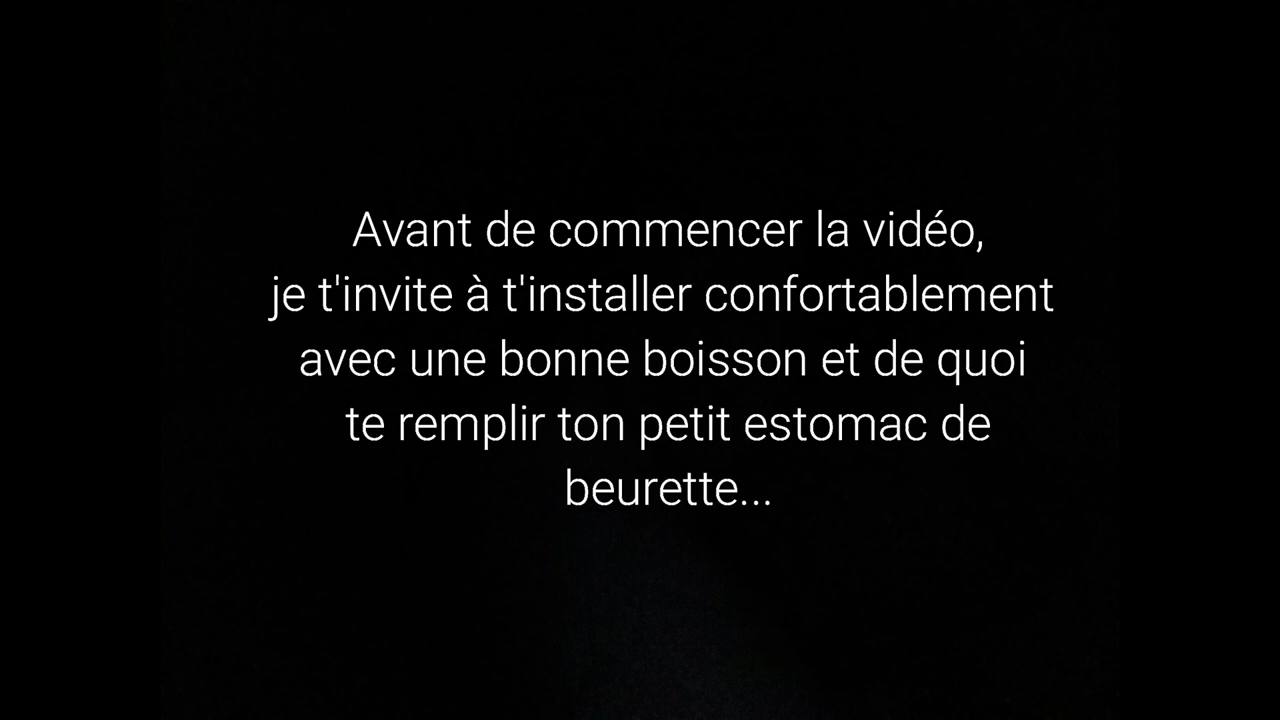 Avant de commencer la vidéo,
je t'invite à t'installer confortablement
avec une bonne boisson et de quoi
te remplir ton petit estomac de
beurette...